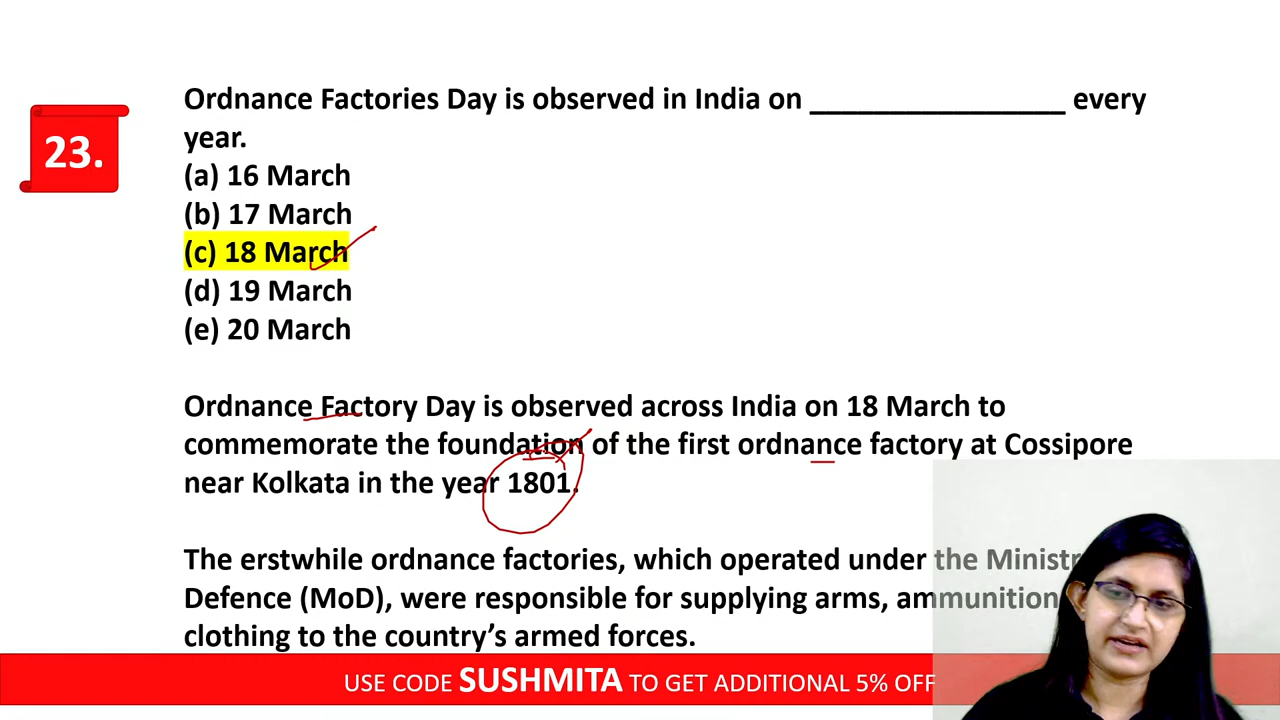 23.
Ordnance Factories Day is observed in India on ________________ every
year.
(a) 16 March
(b) 17 March
(c) 18 March
(d) 19 March
(e) 20 March
Ordnance Factory Day is observed across India on 18 March to
commemorate the foundation of the first ordnance factory at Cossipore
near Kolkata in the year 1801.
The erstwhile ordnance factories, which operated under the
Defence (MoD), were responsible for supplying arms, ammunition
clothing to the country’s armed forces.
USE CODE SUSHMITA TO GET ADDITIONAL 5% OFF